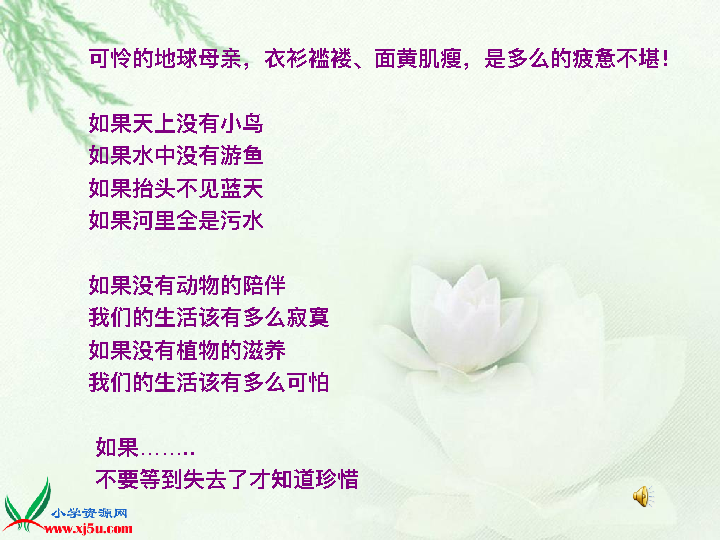 可怜的地球母亲，衣衫褴褛、面黄肌瘦，是多么的疲惫不堪！
如果天上没有小鸟
如果水中没有游鱼
如果抬头不见蓝天
如果河里全是污水
如果没有动物的陪伴
我们的生活该有多么寂寞
如果没有植物的滋养
我们的生活该有多么可怕
如果……..
不要等到失去了才知道珍惜
小学资源网
www.xj5u.com